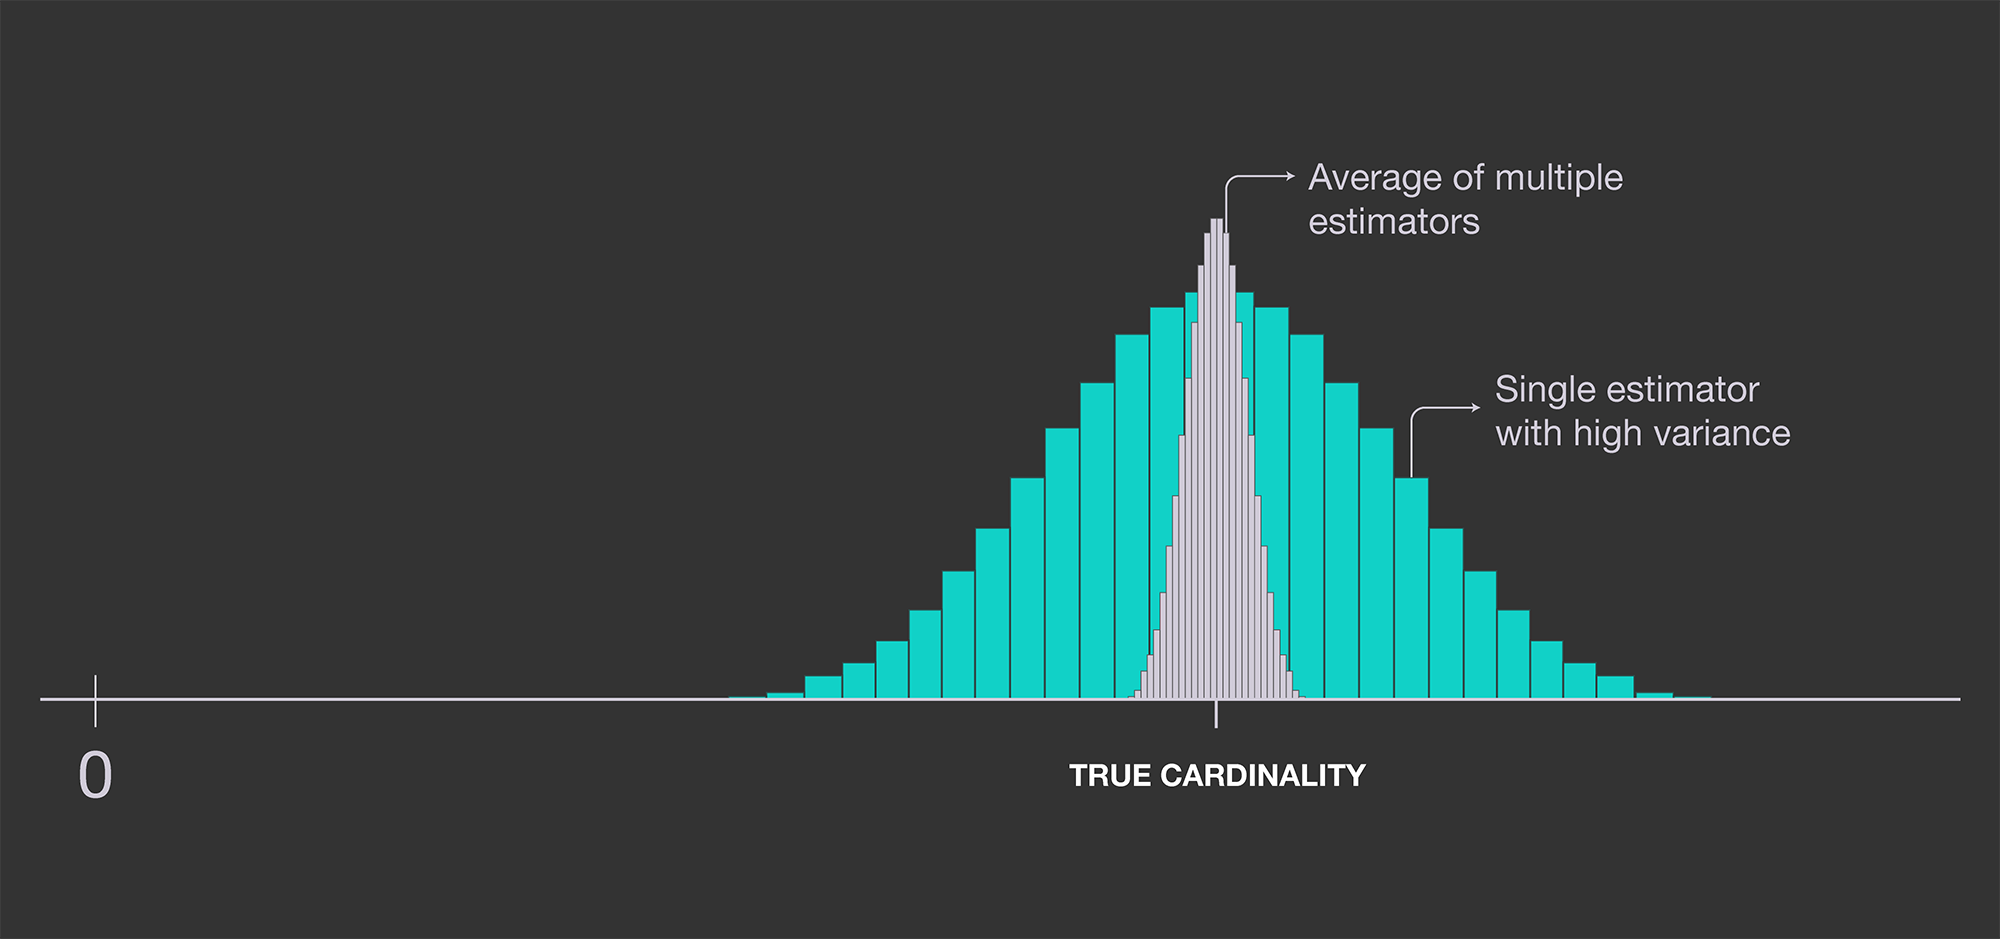 Average of multiple
estimators
Single estimator
with high variance
0
TRUE CARDINALITY